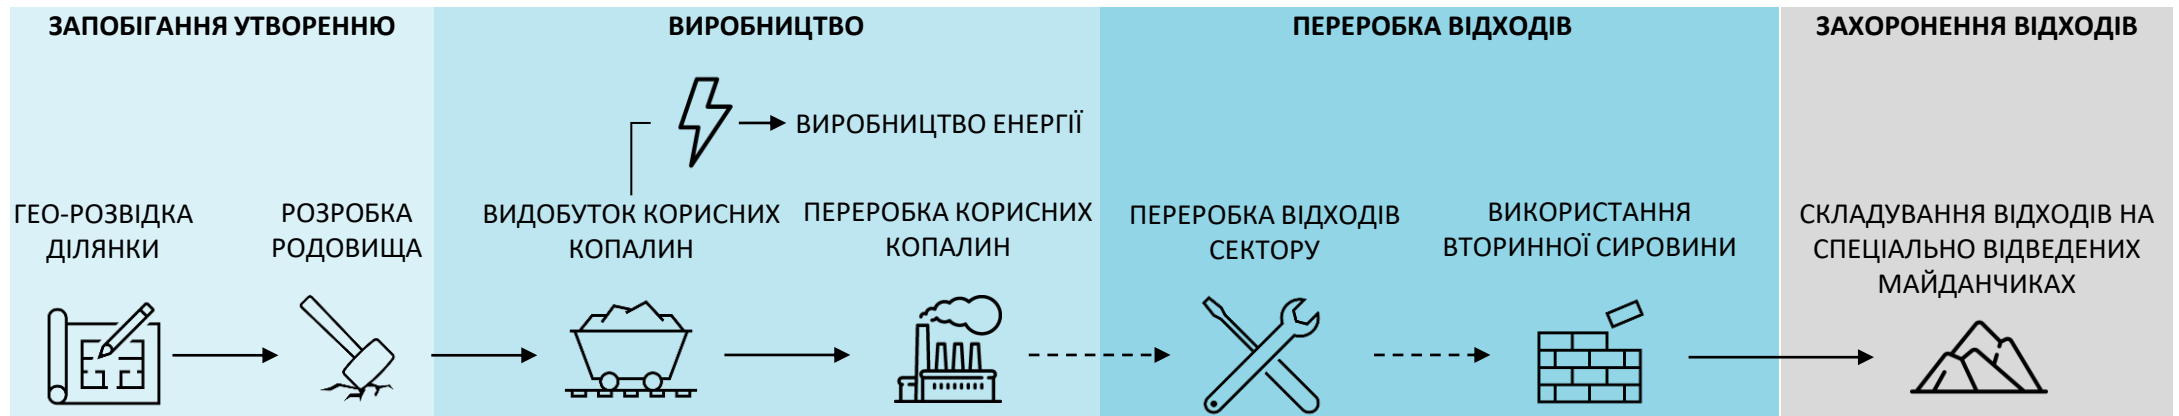 ЗАПОБІГАННЯ УТВОРЕННЮ
ВИРОБНИЦТВО
ПЕРЕРОБКА ВІДХОДІВ
ЗАХОРОНЕННЯ ВІДХОДІВ
ВИРОБНИЦТВО ЕНЕРГІЇ
ГЕО-РОЗВІДКА
ДІЛЯНКИ
РОЗРОБКА
РОДОВИЩА
ВИДОБУТОК КОРИСНИХ
КОПАЛИН
ПЕРЕРОБКА КОРИСНИХ
КОПАЛИН
ПЕРЕРОБКА ВІДХОДІВ
СЕКТОРУ
ВИКОРИСТАННЯ
ВТОРИННОЇ СИРОВИНИ
СКЛАДУВАННЯ ВІДХОДІВ НА
СПЕЦІАЛЬНО ВІДВЕДЕНИХ
МАЙДАНЧИКАХ